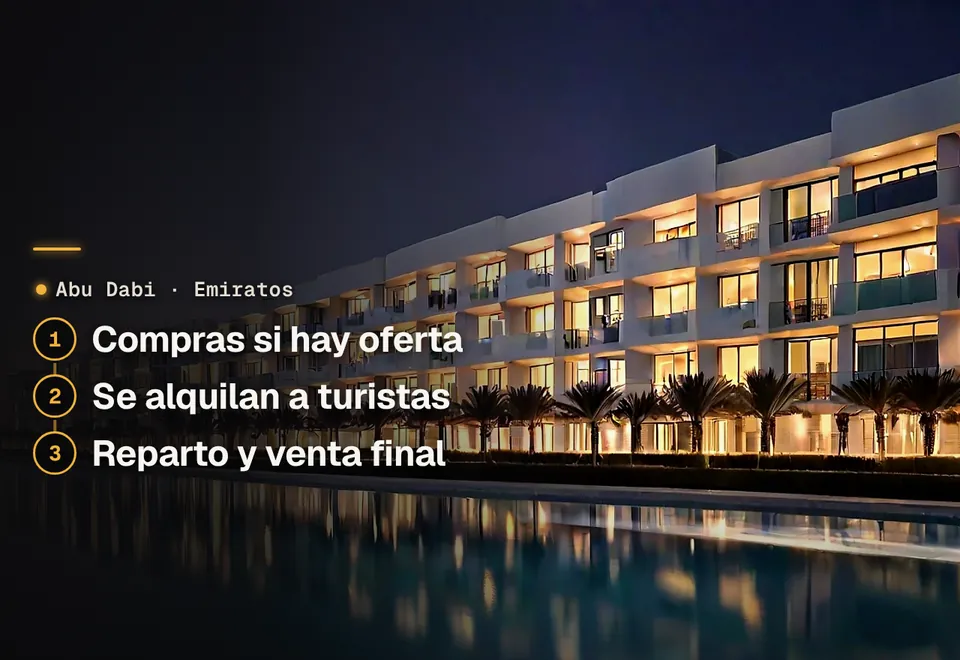 Abu Dabi · Emiratos
1 Compras si hay oferta
2 Se alquilan a turistas
3 Reparto y venta final